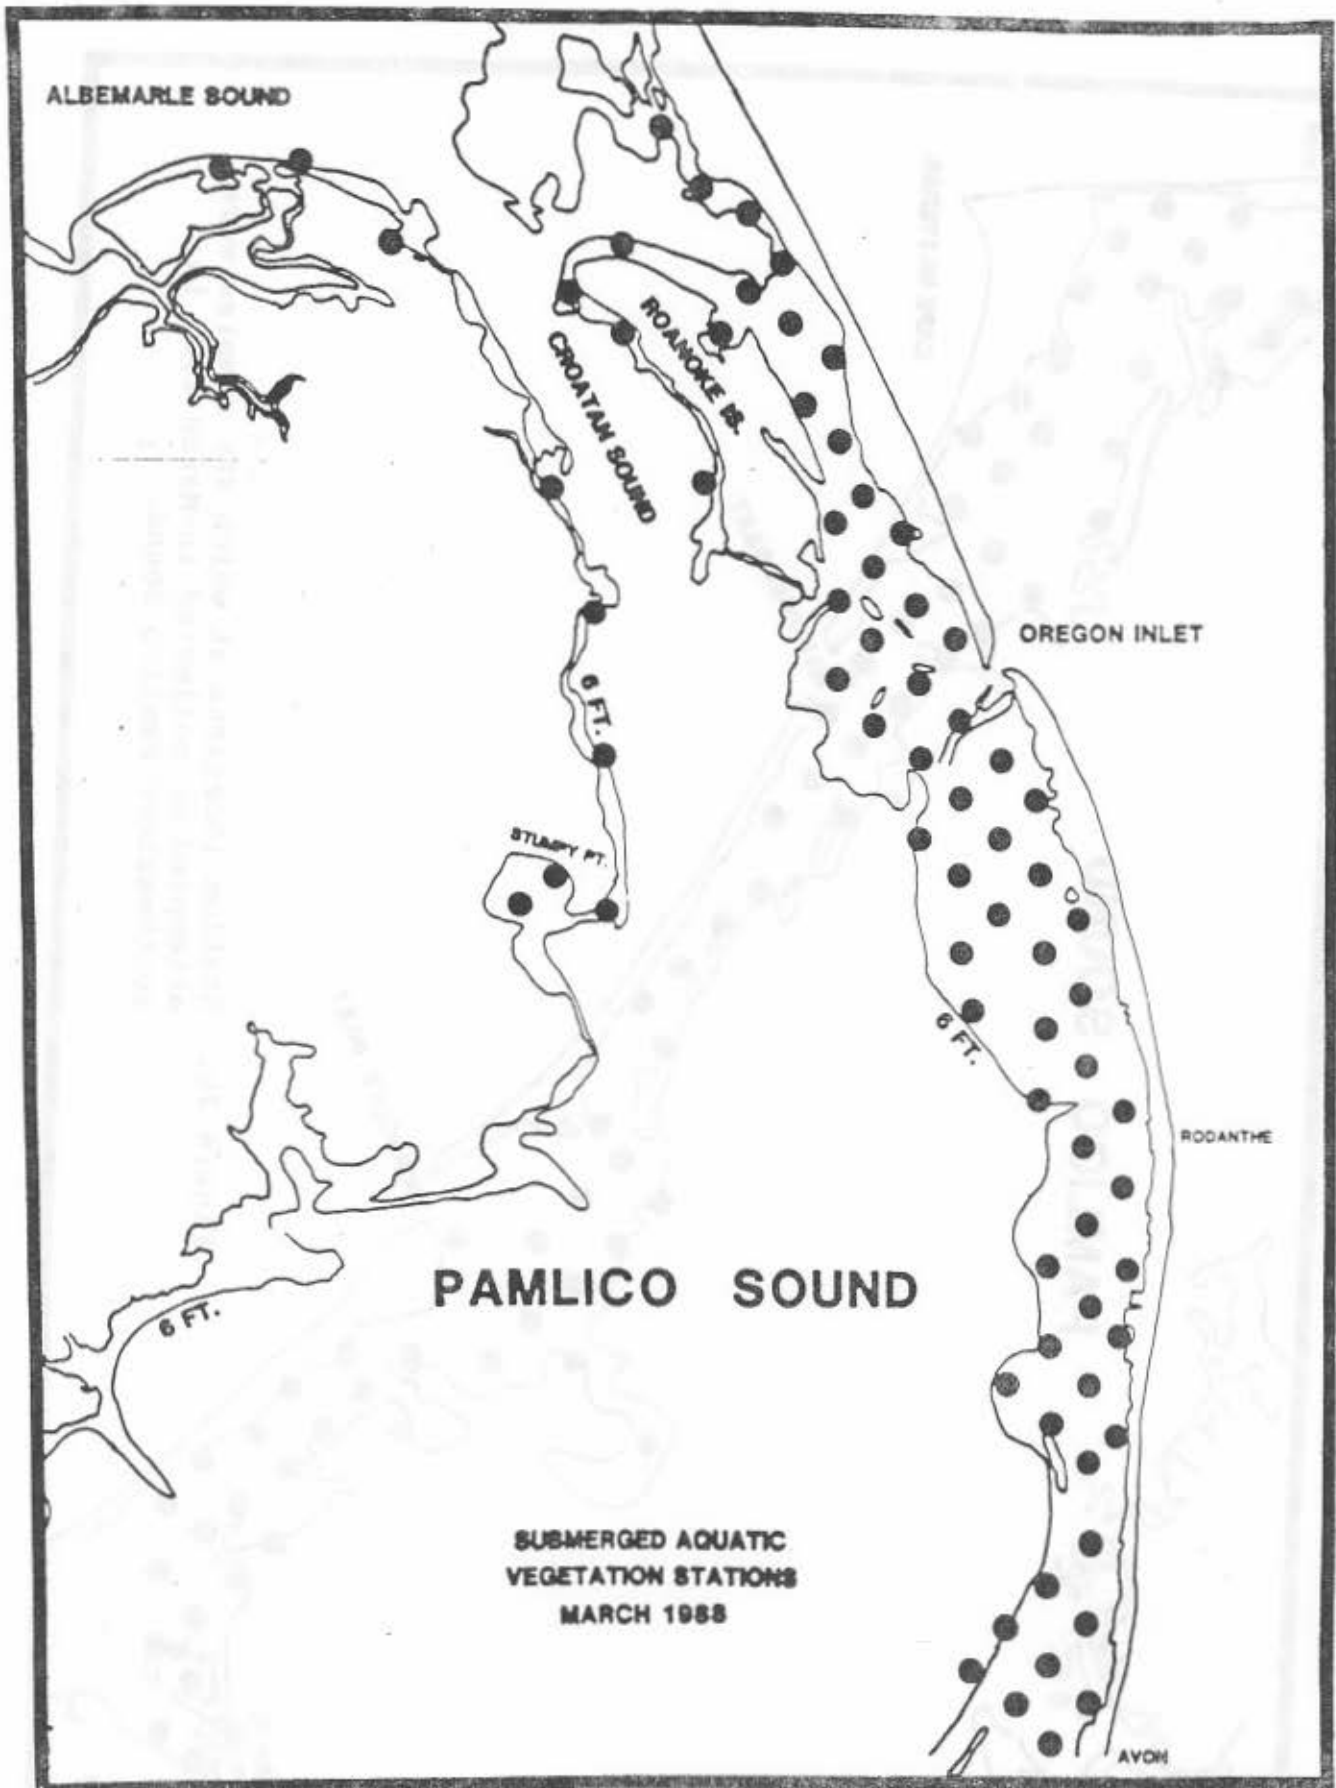 ALBEMARLE SOUND
ROANOKE IS.
CROATAN SOUND
OREGON INLET
6 FT.
STUMPY PT.
6 FT.
RODANTHE
PAMLICO SOUND
6 FT.
SUBMERGED AQUATIC
VEGETATION STATIONS
MARCH 1988
AVON